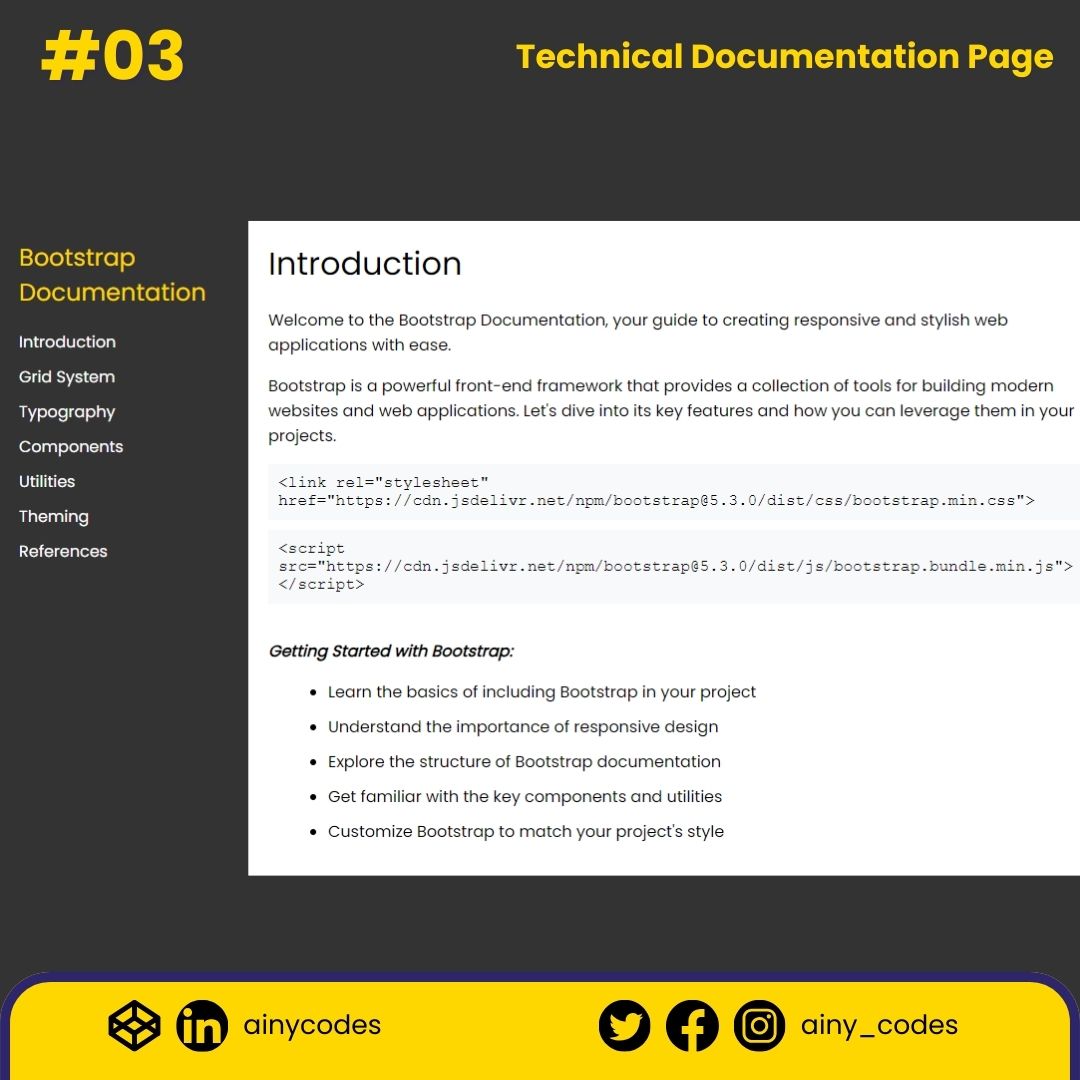 #03
Technical Documentation Page
Bootstrap
Documentation
Introduction
Grid System
Typography
Components
Utilities
Theming
References
Introduction
Welcome to the Bootstrap Documentation, your guide to creating responsive and stylish web
applications with ease.
Bootstrap is a powerful front-end framework that provides a collection of tools for building modern
websites and web applications. Let's dive into its key features and how you can leverage them in your
projects.
<link rel="stylesheet"
href="https://cdn.jsdelivr.net/npm/bootstrap@5.3.0/dist/css/bootstrap.min.css">
<script
src="https://cdn.jsdelivr.net/npm/bootstrap@5.3.0/dist/js/bootstrap.bundle.min.js">
</script>
Getting Started with Bootstrap:
• Learn the basics of including Bootstrap in your project
• Understand the importance of responsive design
• Explore the structure of Bootstrap documentation
• Get familiar with the key components and utilities
• Customize Bootstrap to match your project's style
in ainycodes
ainy_codes